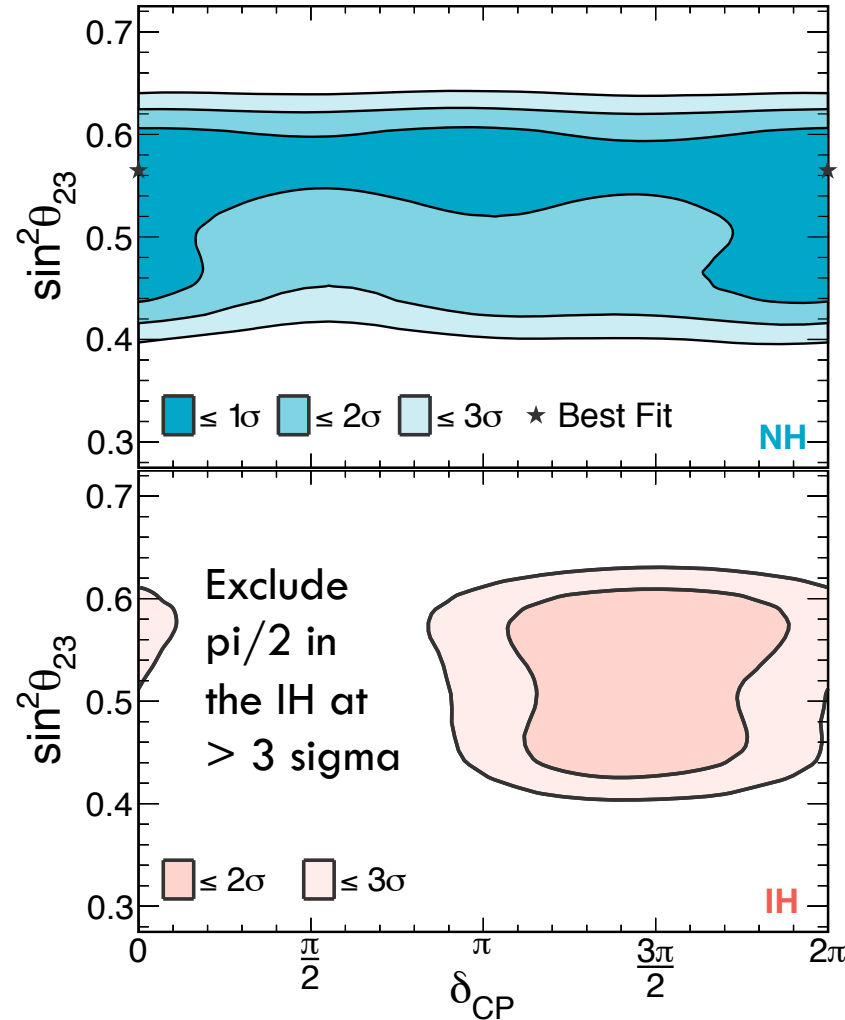 0.7
0.6
0.5
0.4
0.3
sin²θ₂₃
≤ 1σ ≤ 2σ ≤ 3σ ★ Best Fit
NH
0.7
0.6
0.5
0.4
0.3
sin²θ₂₃
Exclude
pi/2 in
the IH at
> 3 sigma
≤ 2σ ≤ 3σ
IH
0 π/2 π 3π/2 2π
δCP